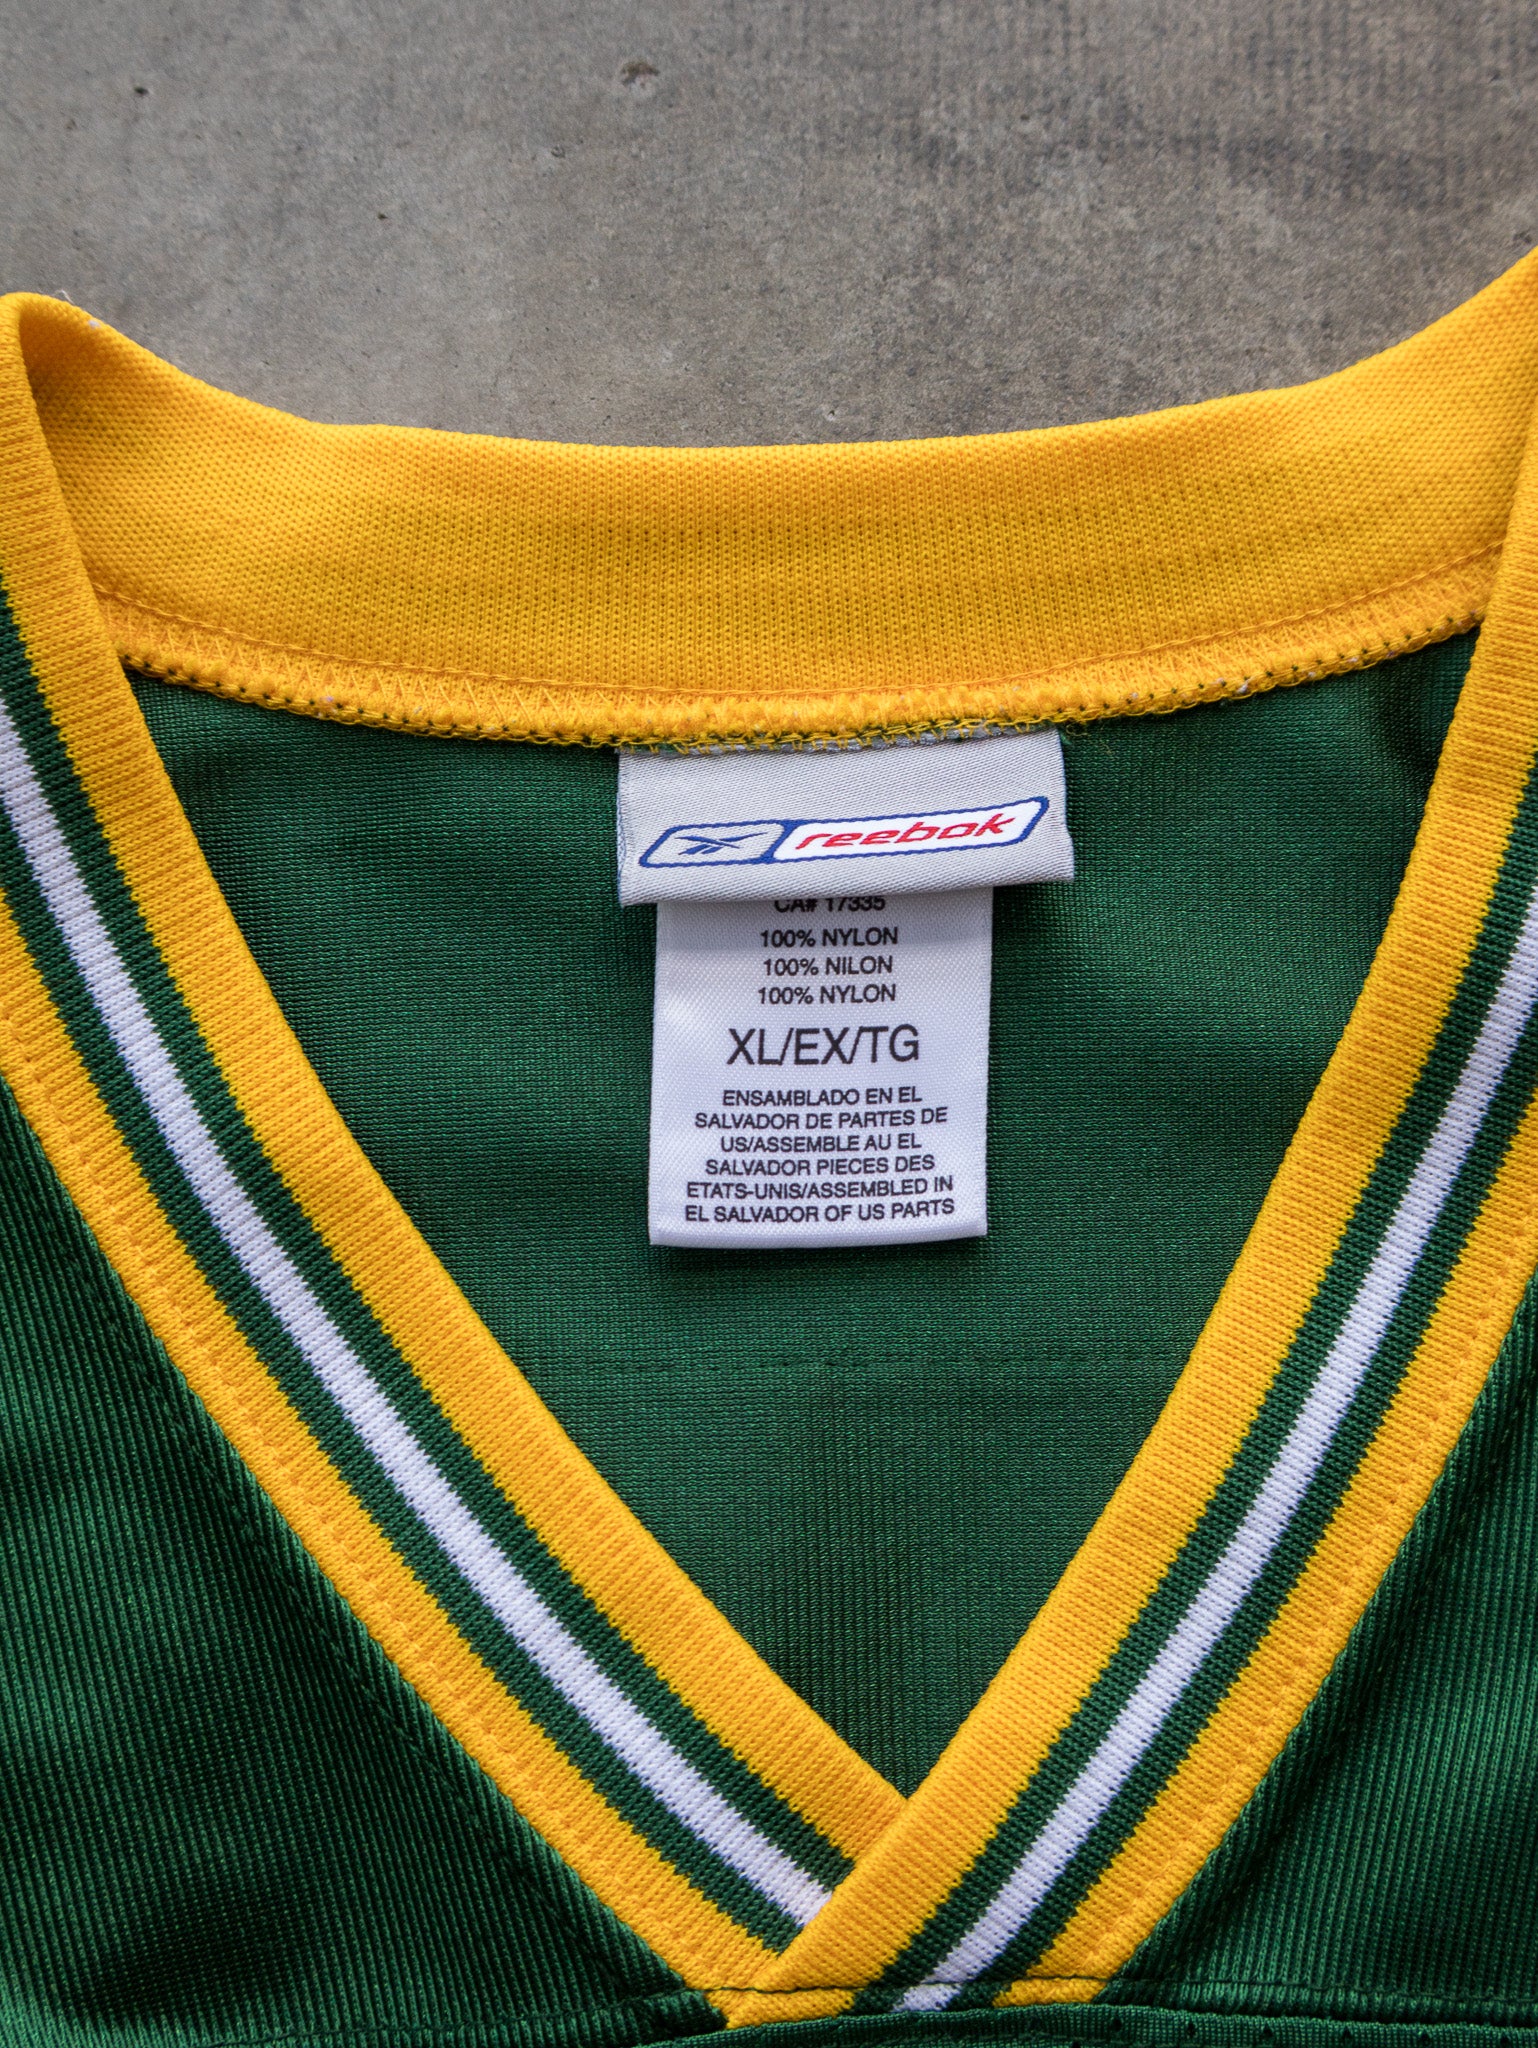 reebok
CA# 17335
100% NYLON
100% NILON
100% NYLON
XL/EX/TG
ENSAMBLADO EN EL
SALVADOR DE PARTES DE
US/ASSEMBLE AU EL
SALVADOR PIECES DES
ETATS-UNIS/ASSEMBLED IN
EL SALVADOR OF US PARTS